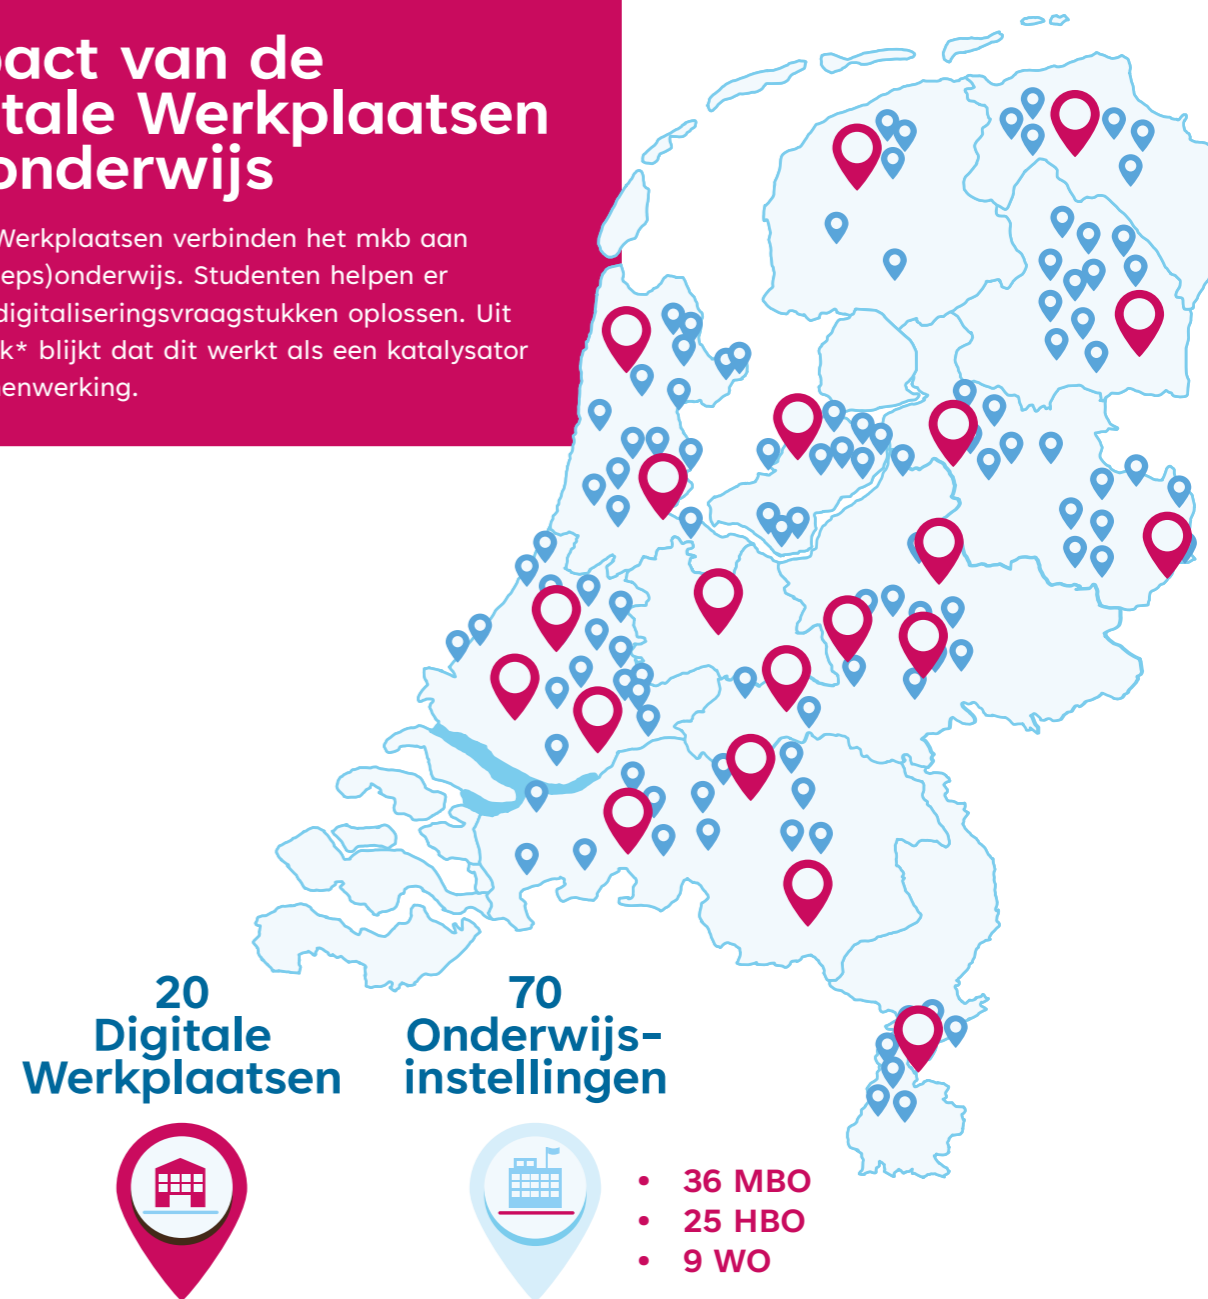 pact van de
tale Werkplaatsen
onderwijs
Werkplaatsen verbinden het mkb aan
eps)onderwijs. Studenten helpen er
digitaliseringsvraagstukken oplossen. Uit
k* blijkt dat dit werkt als een katalysator
enwerking.
20
Digitale
Werkplaatsen
70
Onderwijs-
instellingen
• 36 MBO
• 25 HBO
• 9 WO